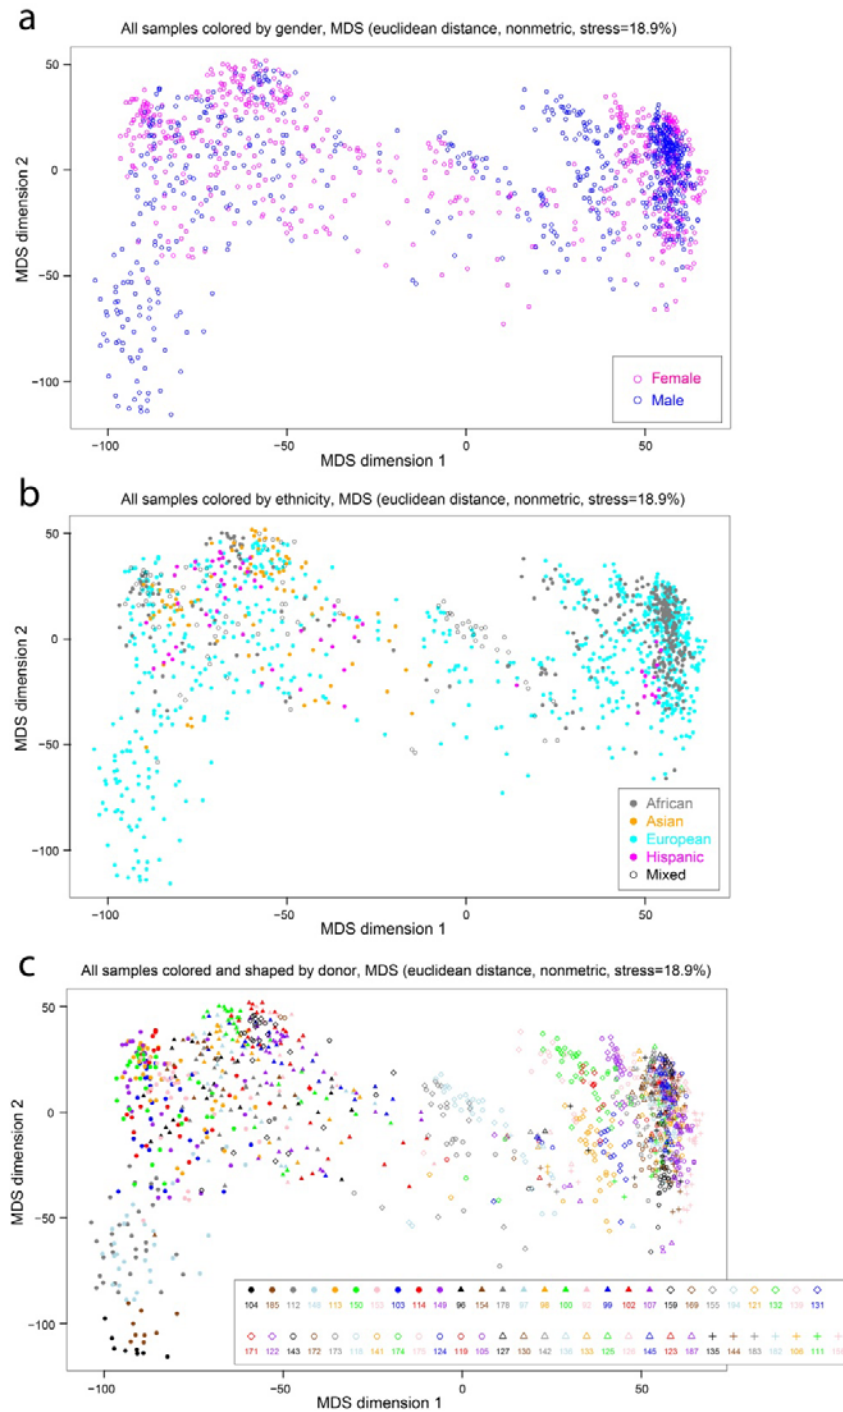 a
All samples colored by gender, MDS (euclidean distance, nonmetric, stress=18.9%)
MDS dimension 2
50
0
−50
−100
Female
Male
−100
−50
0
50
MDS dimension 1
b
All samples colored by ethnicity, MDS (euclidean distance, nonmetric, stress=18.9%)
MDS dimension 2
50
0
−50
−100
African
Asian
European
Hispanic
Mixed
−100
−50
0
50
MDS dimension 1
c
All samples colored and shaped by donor, MDS (euclidean distance, nonmetric, stress=18.9%)
MDS dimension 2
50
0
−50
−100
104 185 112 148 113 150 153 103 114 149 96 154 178 97 98 100 92 99 102 107 159 169 155 194 121 132 139 131
171 122 143 172 173 118 141 174 175 124 119 105 127 130 142 136 133 125 128 145 123 187 135 144 183 182 108 111
−100
−50
0
50
MDS dimension 1